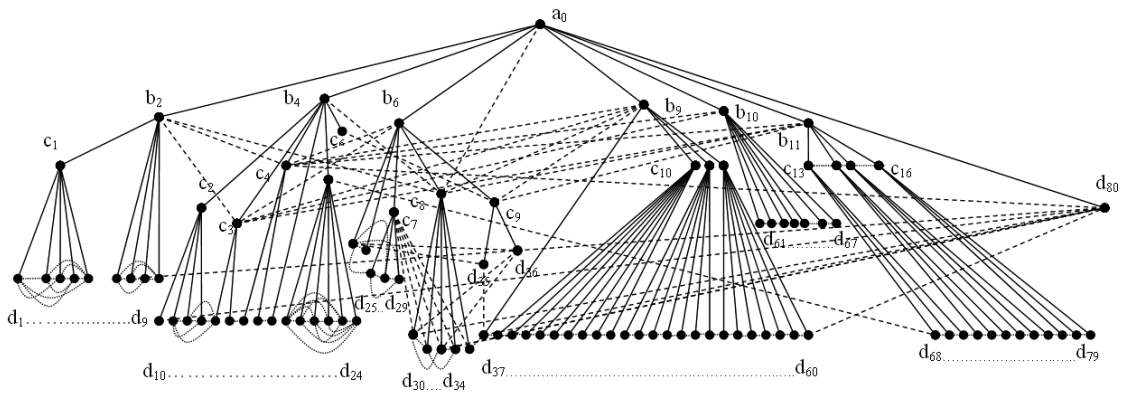 a0
b2 b4 b6 b9 b10 b11
c1 c2 c3 c4 c7 c8 c9 c10 c13 c16
d80
d61.............d67
d35 d36
d25.. d29
d1.....................d9
d10...........................d24
d30....d34
d37......................................................d60
d68........................d79